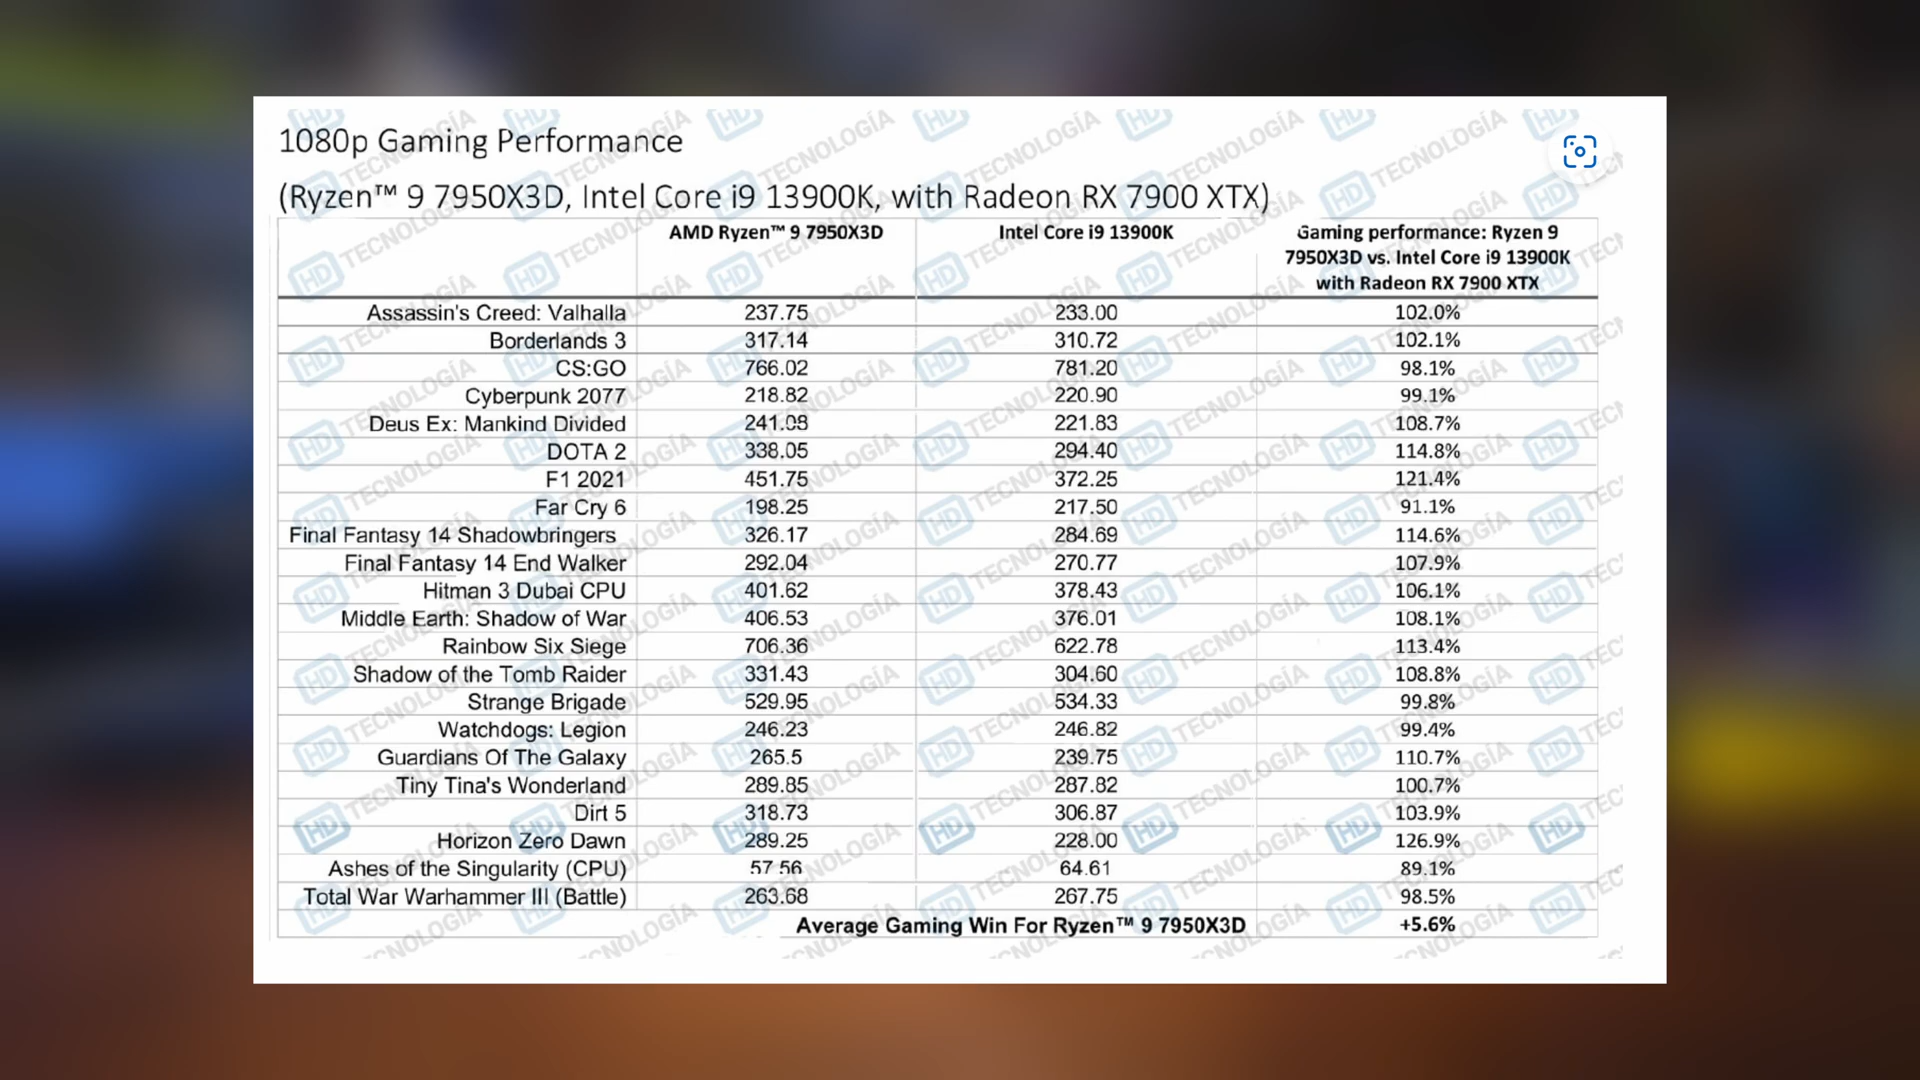 1080p Gaming Performance
(Ryzen™ 9 7950X3D, Intel Core i9 13900K, with Radeon RX 7900 XTX)
AMD Ryzen™ 9 7950X3D Intel Core i9 13900K Gaming performance: Ryzen 9
7950X3D vs. Intel Core i9 13900K
with Radeon RX 7900 XTX
Assassin's Creed: Valhalla 237.75 233.00 102.0%
Borderlands 3 317.14 310.72 102.1%
CS:GO 766.02 781.20 98.1%
Cyberpunk 2077 218.82 220.90 99.1%
Deus Ex: Mankind Divided 241.08 221.83 108.7%
DOTA 2 338.05 294.40 114.8%
F1 2021 451.75 372.25 121.4%
Far Cry 6 198.25 217.50 91.1%
Final Fantasy 14 Shadowbringers 326.17 284.69 114.6%
Final Fantasy 14 End Walker 292.04 270.77 107.9%
Hitman 3 Dubai CPU 401.62 378.43 106.1%
Middle Earth: Shadow of War 406.53 376.01 108.1%
Rainbow Six Siege 706.36 622.78 113.4%
Shadow of the Tomb Raider 331.43 304.60 108.8%
Strange Brigade 529.95 534.33 99.8%
Watchdogs: Legion 246.23 246.82 99.4%
Guardians Of The Galaxy 265.5 239.75 110.7%
Tiny Tina's Wonderland 289.85 287.82 100.7%
Dirt 5 318.73 306.87 103.9%
Horizon Zero Dawn 289.25 228.00 126.9%
Ashes of the Singularity (CPU) 57.56 64.61 89.1%
Total War Warhammer III (Battle) 263.68 267.75 98.5%
Average Gaming Win For Ryzen™ 9 7950X3D +5.6%
HD TECNOLOGÍA